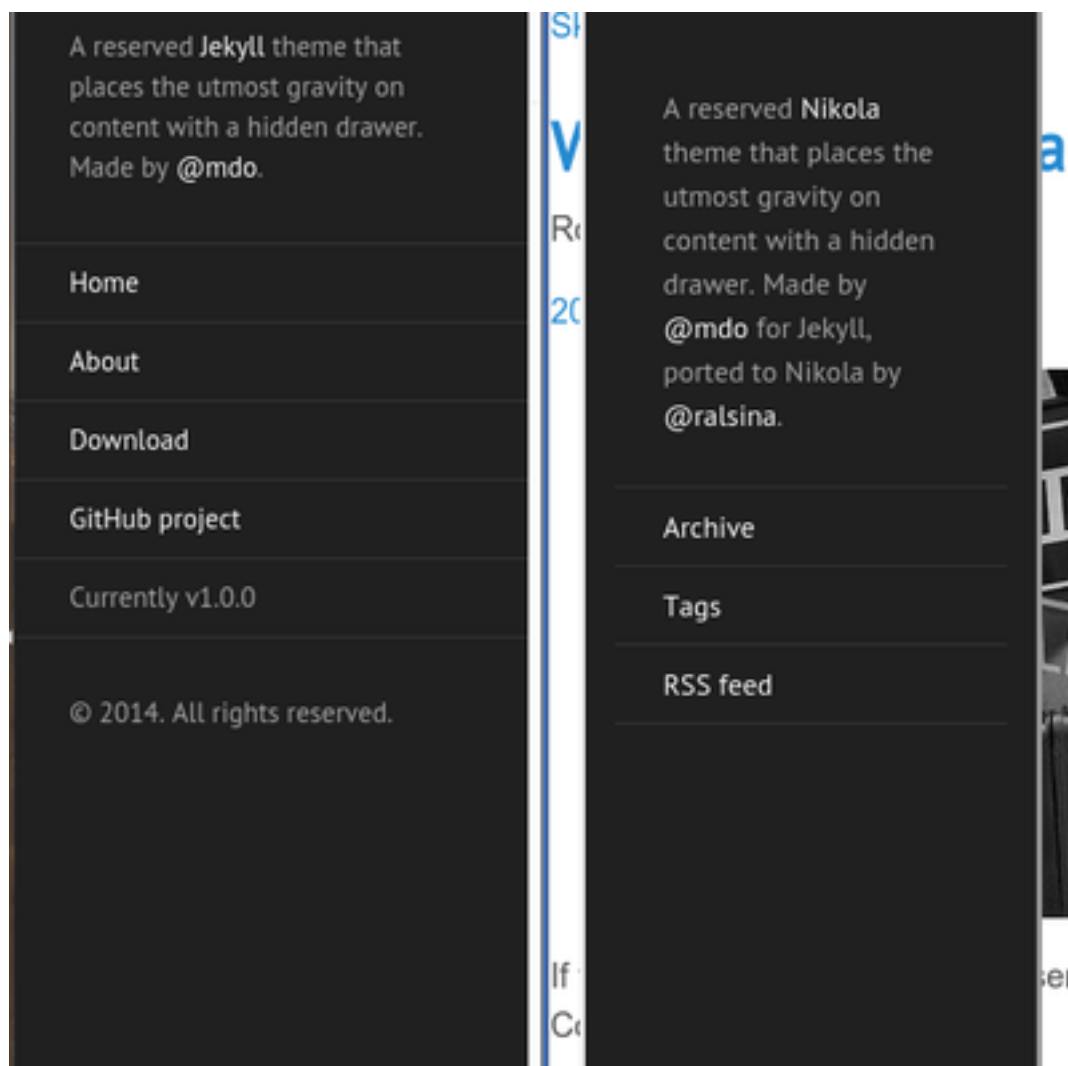 A reserved Jekyll theme that
places the utmost gravity on
content with a hidden drawer.
Made by @mdo.
Home
About
Download
GitHub project
Currently v1.0.0
© 2014. All rights reserved.
A reserved Nikola
theme that places the
utmost gravity on
content with a hidden
drawer. Made by
@mdo for Jekyll,
ported to Nikola by
@ralsina.
Archive
Tags
RSS feed
20
If